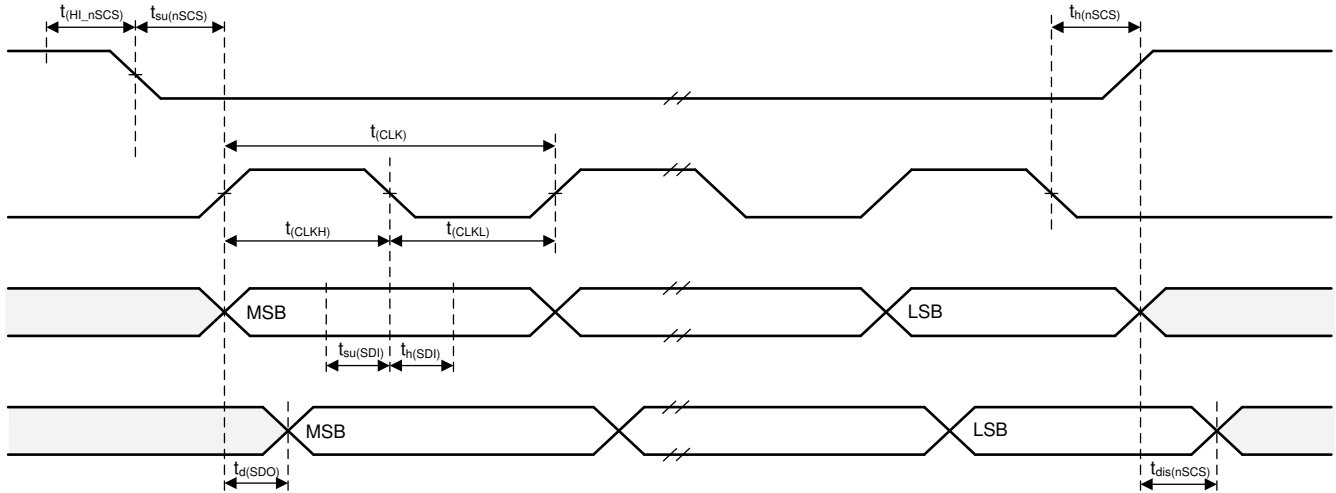 t(HI_nSCS)
tsu(nSCS)
th(nSCS)
t(CLK)
t(CLKH)
t(CLKL)
MSB
LSB
tsu(SDI)
th(SDI)
MSB
LSB
td(SDO)
tdis(nSCS)